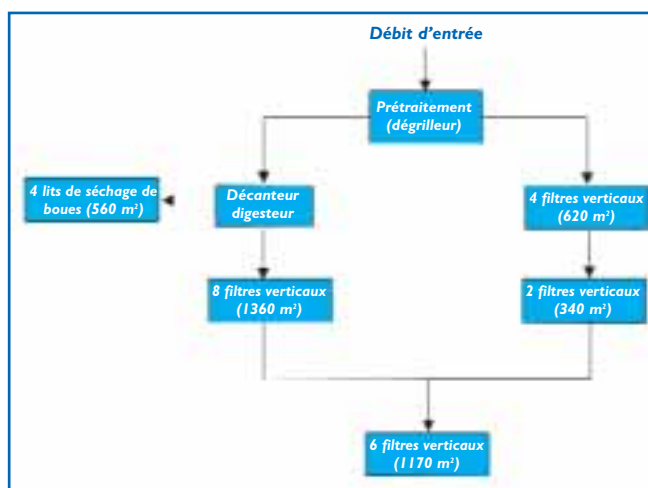 Débit d'entrée
Prétraitement
(dégrilleur)
4 lits de séchage de
boues (560 m²)
Décanteur
digesteur
4 filtres verticaux
(620 m²)
8 filtres verticaux
(1360 m²)
2 filtres verticaux
(340 m²)
6 filtres verticaux
(1170 m²)